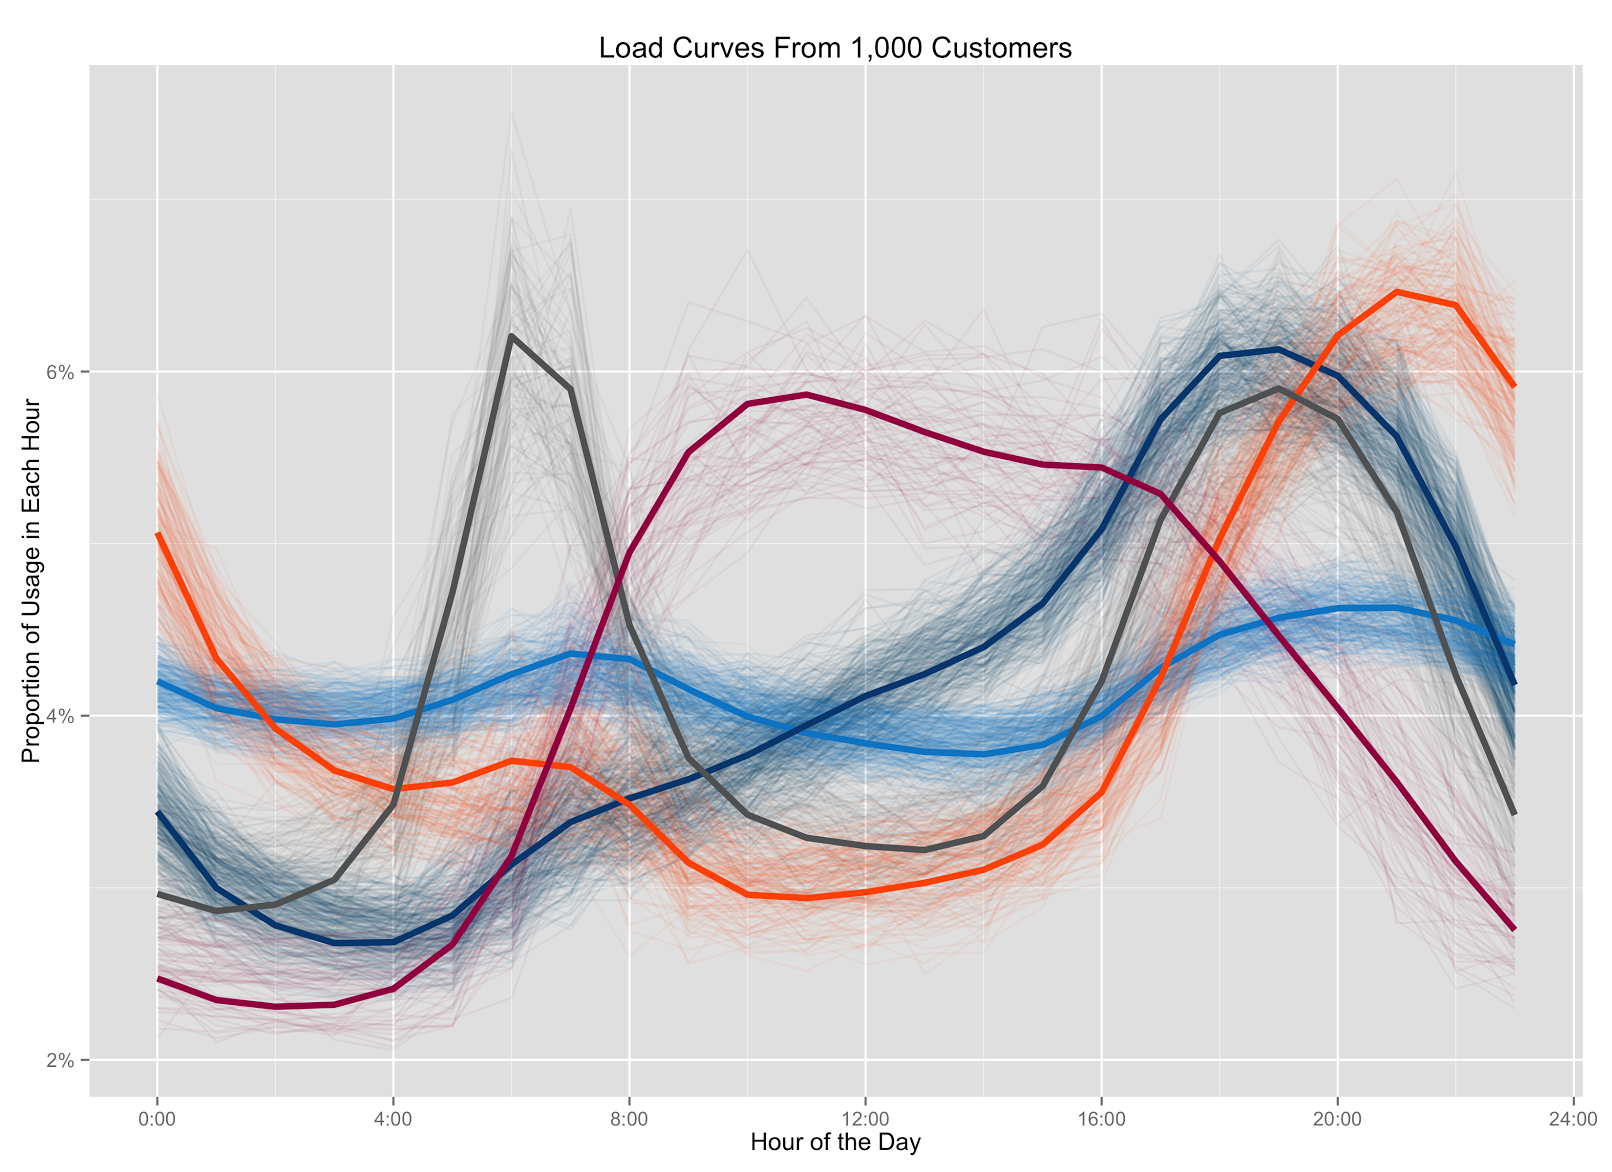 Load Curves From 1,000 Customers
Proportion of Usage in Each Hour
6%
4%
2%
0:00 4:00 8:00 12:00 16:00 20:00 24:00
Hour of the Day